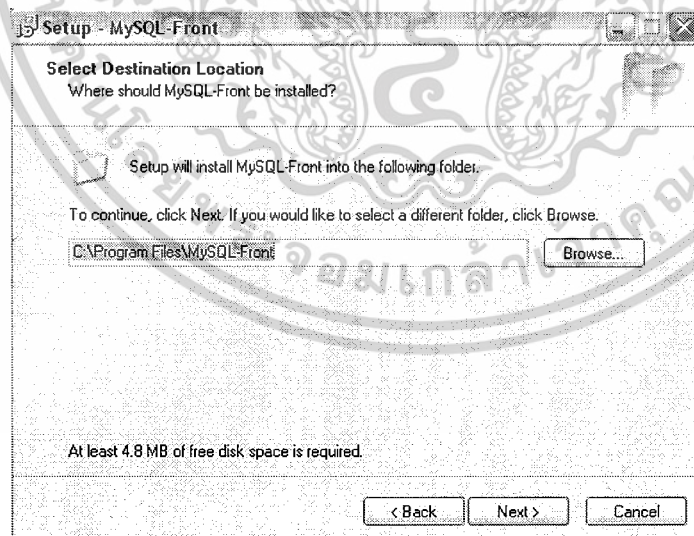 Setup - MySQL-Front
Select Destination Location
Where should MySQL-Front be installed?
Setup will install MySQL-Front into the following folder.
To continue, click Next. If you would like to select a different folder, click Browse.
C:\Program Files\MySQL-Front
Browse...
At least 4.8 MB of free disk space is required.
< Back
Next >
Cancel